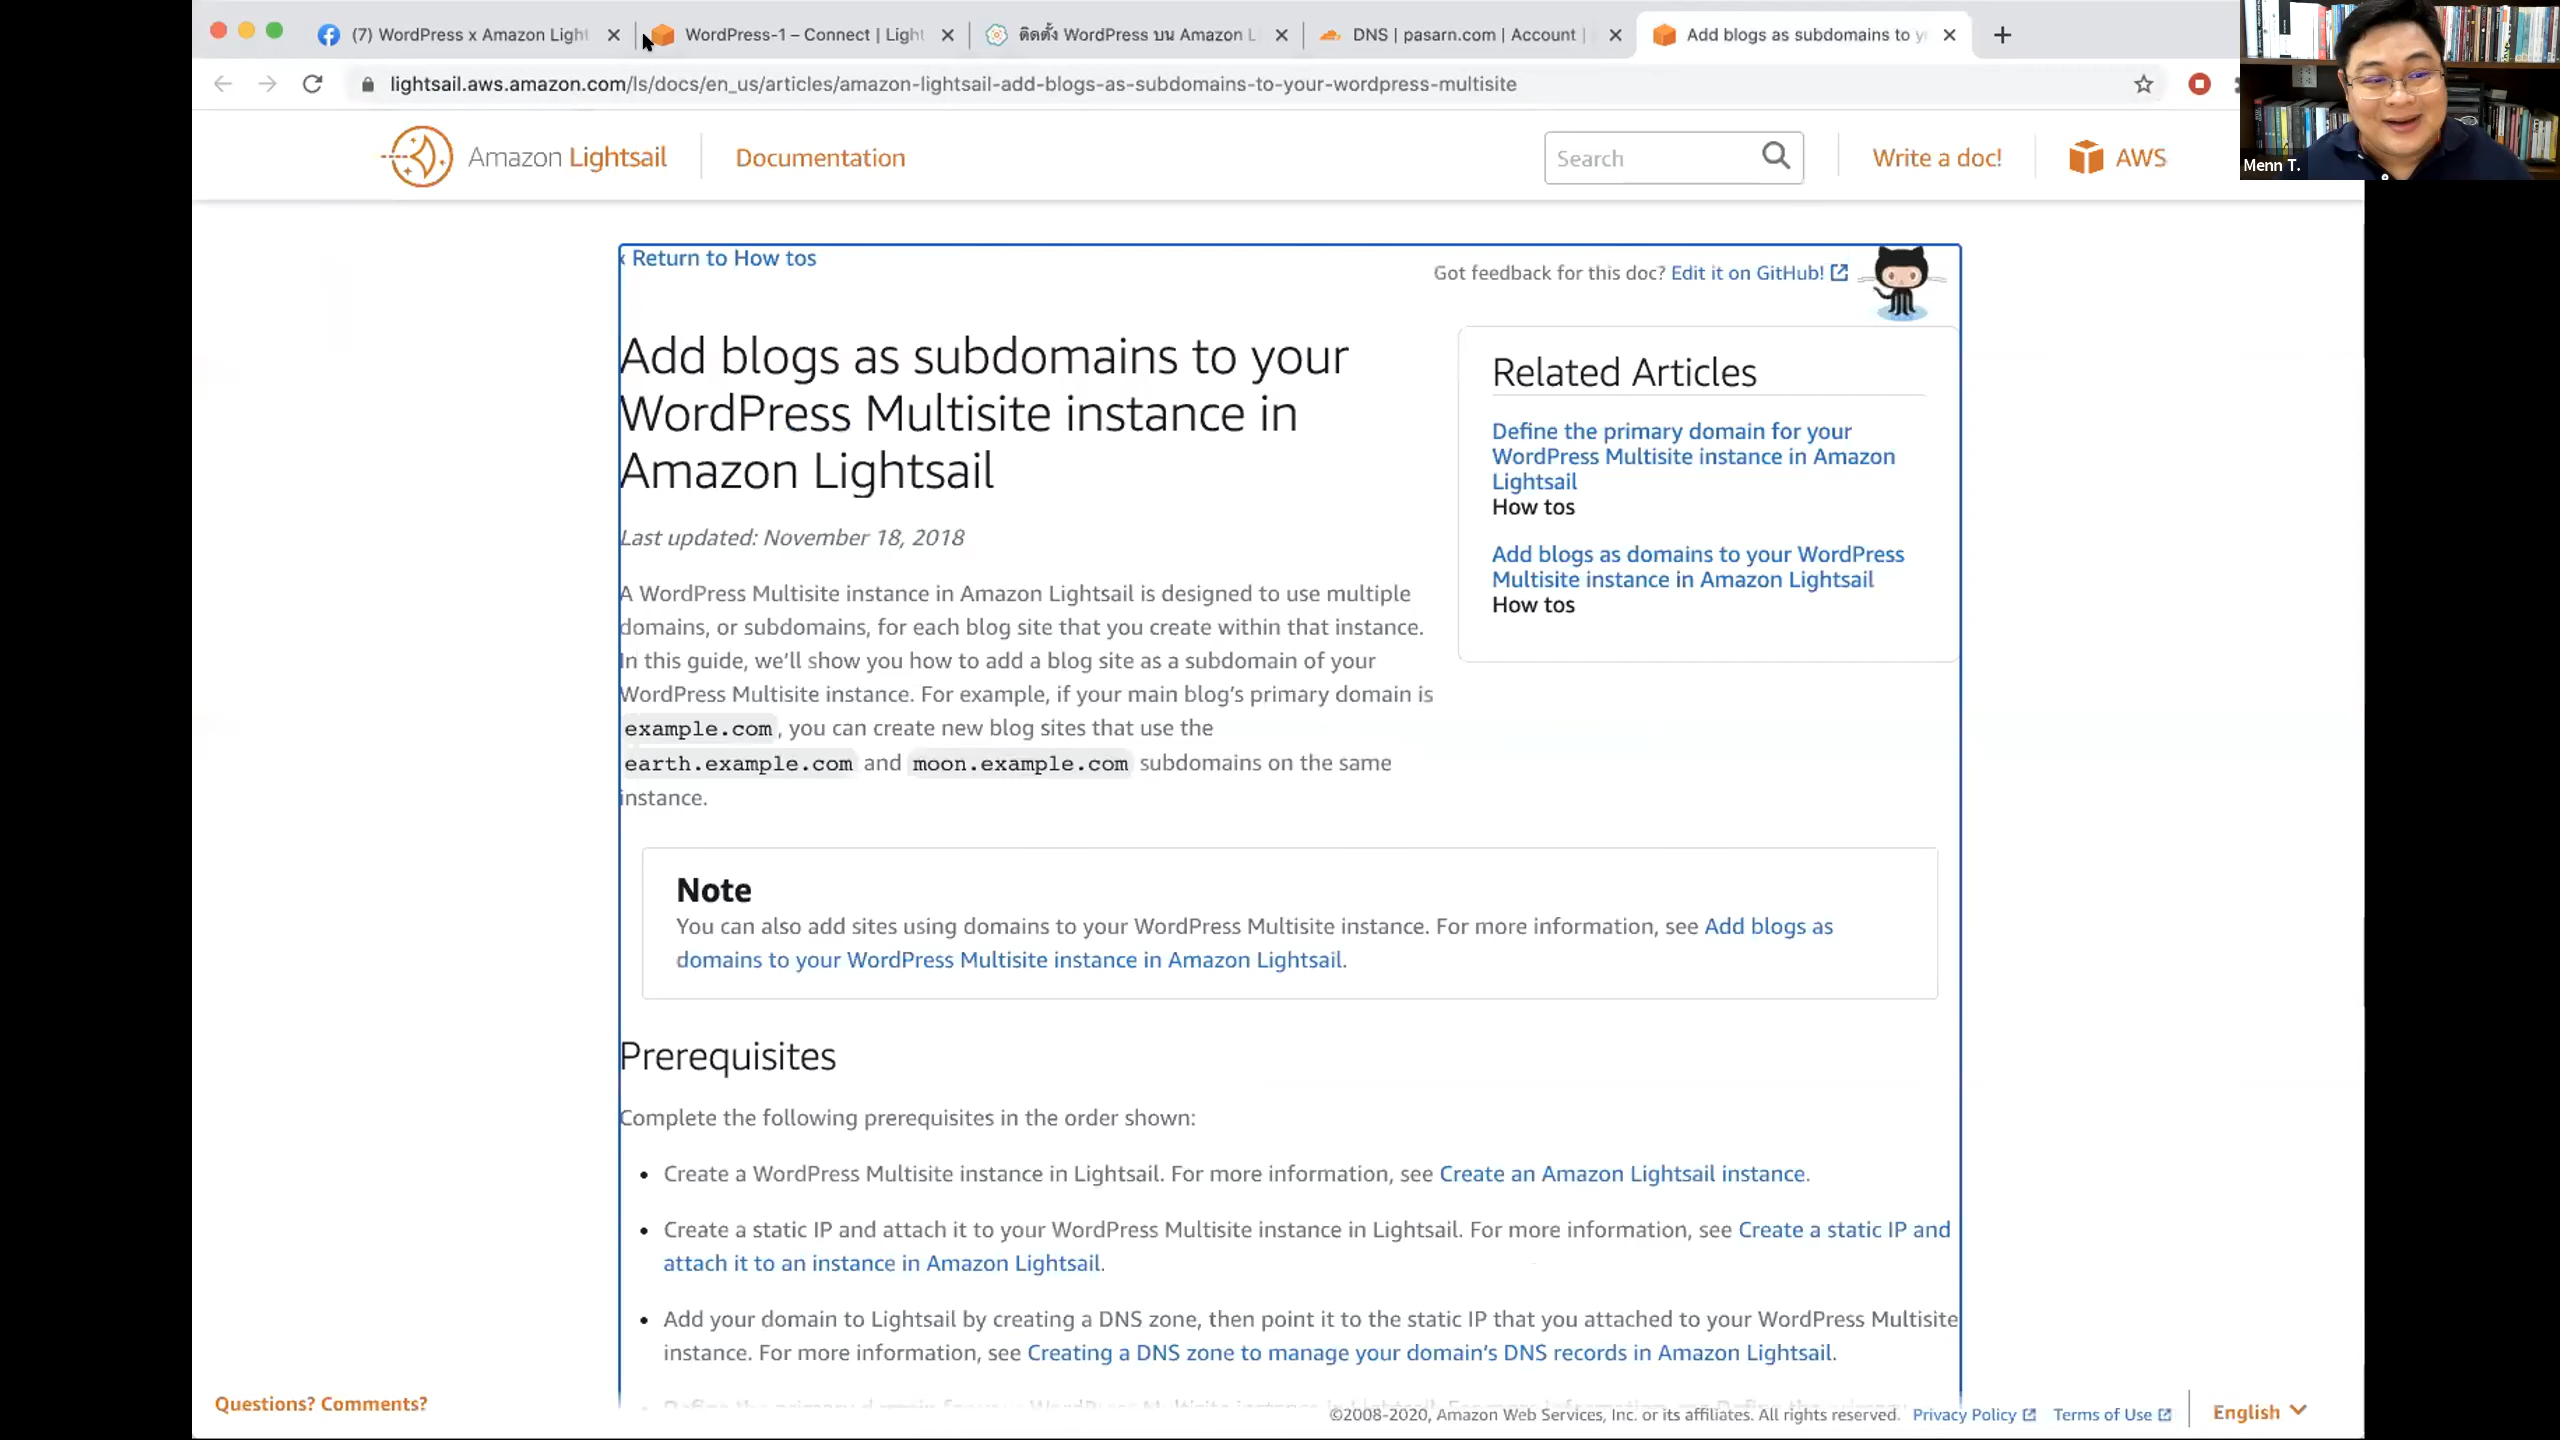 (7) WordPress x Amazon Light
WordPress-1 – Connect | Light
ติดตั้ง WordPress บน Amazon L
DNS | pasarn.com | Account |
Add blogs as subdomains to y
lightsail.aws.amazon.com/ls/docs/en_us/articles/amazon-lightsail-add-blogs-as-subdomains-to-your-wordpress-multisite
Menn T.
Amazon Lightsail
Documentation
Search
Write a doc!
AWS
‹ Return to How tos
Got feedback for this doc? Edit it on GitHub!
Add blogs as subdomains to your
WordPress Multisite instance in
Amazon Lightsail
Last updated: November 18, 2018
A WordPress Multisite instance in Amazon Lightsail is designed to use multiple
domains, or subdomains, for each blog site that you create within that instance.
In this guide, we'll show you how to add a blog site as a subdomain of your
WordPress Multisite instance. For example, if your main blog's primary domain is
example.com, you can create new blog sites that use the
earth.example.com and moon.example.com subdomains on the same
instance.
Related Articles
Define the primary domain for your
WordPress Multisite instance in Amazon
Lightsail
How tos
Add blogs as domains to your WordPress
Multisite instance in Amazon Lightsail
How tos
Note
You can also add sites using domains to your WordPress Multisite instance. For more information, see Add blogs as
domains to your WordPress Multisite instance in Amazon Lightsail.
Prerequisites
Complete the following prerequisites in the order shown:
• Create a WordPress Multisite instance in Lightsail. For more information, see Create an Amazon Lightsail instance.
• Create a static IP and attach it to your WordPress Multisite instance in Lightsail. For more information, see Create a static IP and
attach it to an instance in Amazon Lightsail.
• Add your domain to Lightsail by creating a DNS zone, then point it to the static IP that you attached to your WordPress Multisite
instance. For more information, see Creating a DNS zone to manage your domain's DNS records in Amazon Lightsail.
Questions? Comments?
©2008-2020, Amazon Web Services, Inc. or its affiliates. All rights reserved. Privacy Policy Terms of Use
English